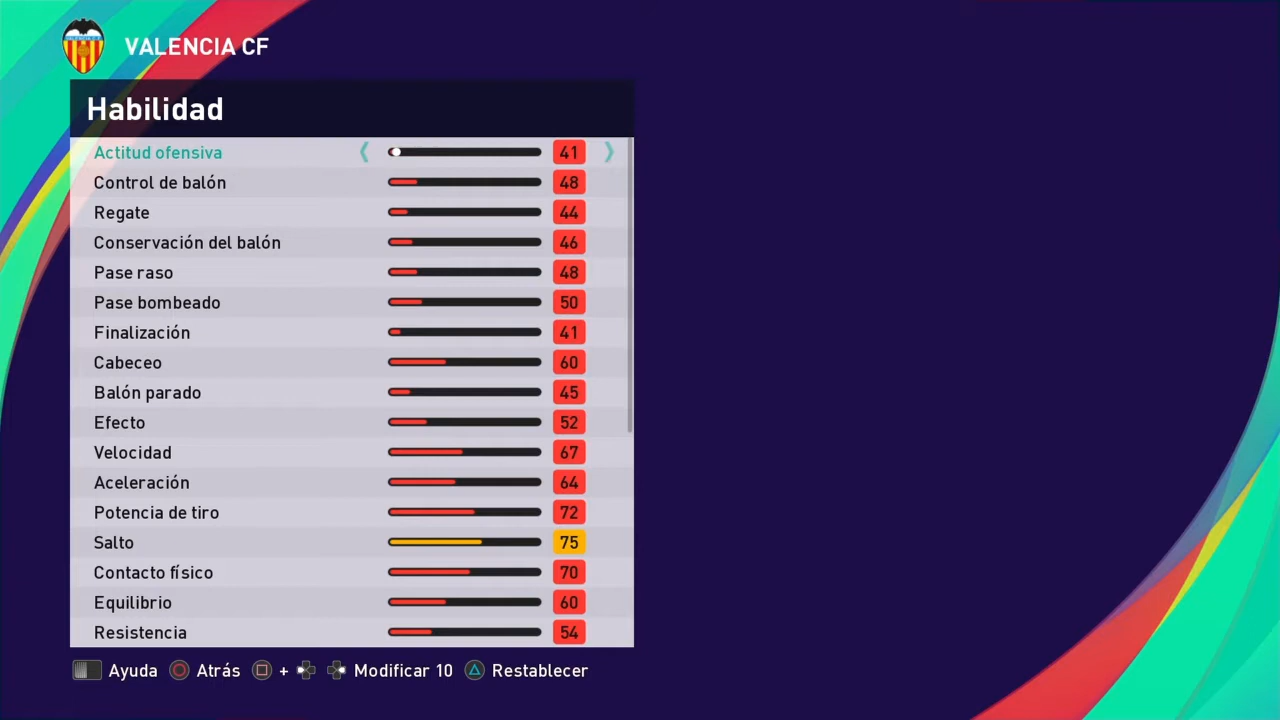 VALENCIA CF
Habilidad
Actitud ofensiva 41
Control de balón 48
Regate 44
Conservación del balón 46
Pase raso 48
Pase bombeado 50
Finalización 41
Cabeceo 60
Balón parado 45
Efecto 52
Velocidad 67
Aceleración 64
Potencia de tiro 72
Salto 75
Contacto físico 70
Equilibrio 60
Resistencia 54
Ayuda Atrás + Modificar 10 Restablecer